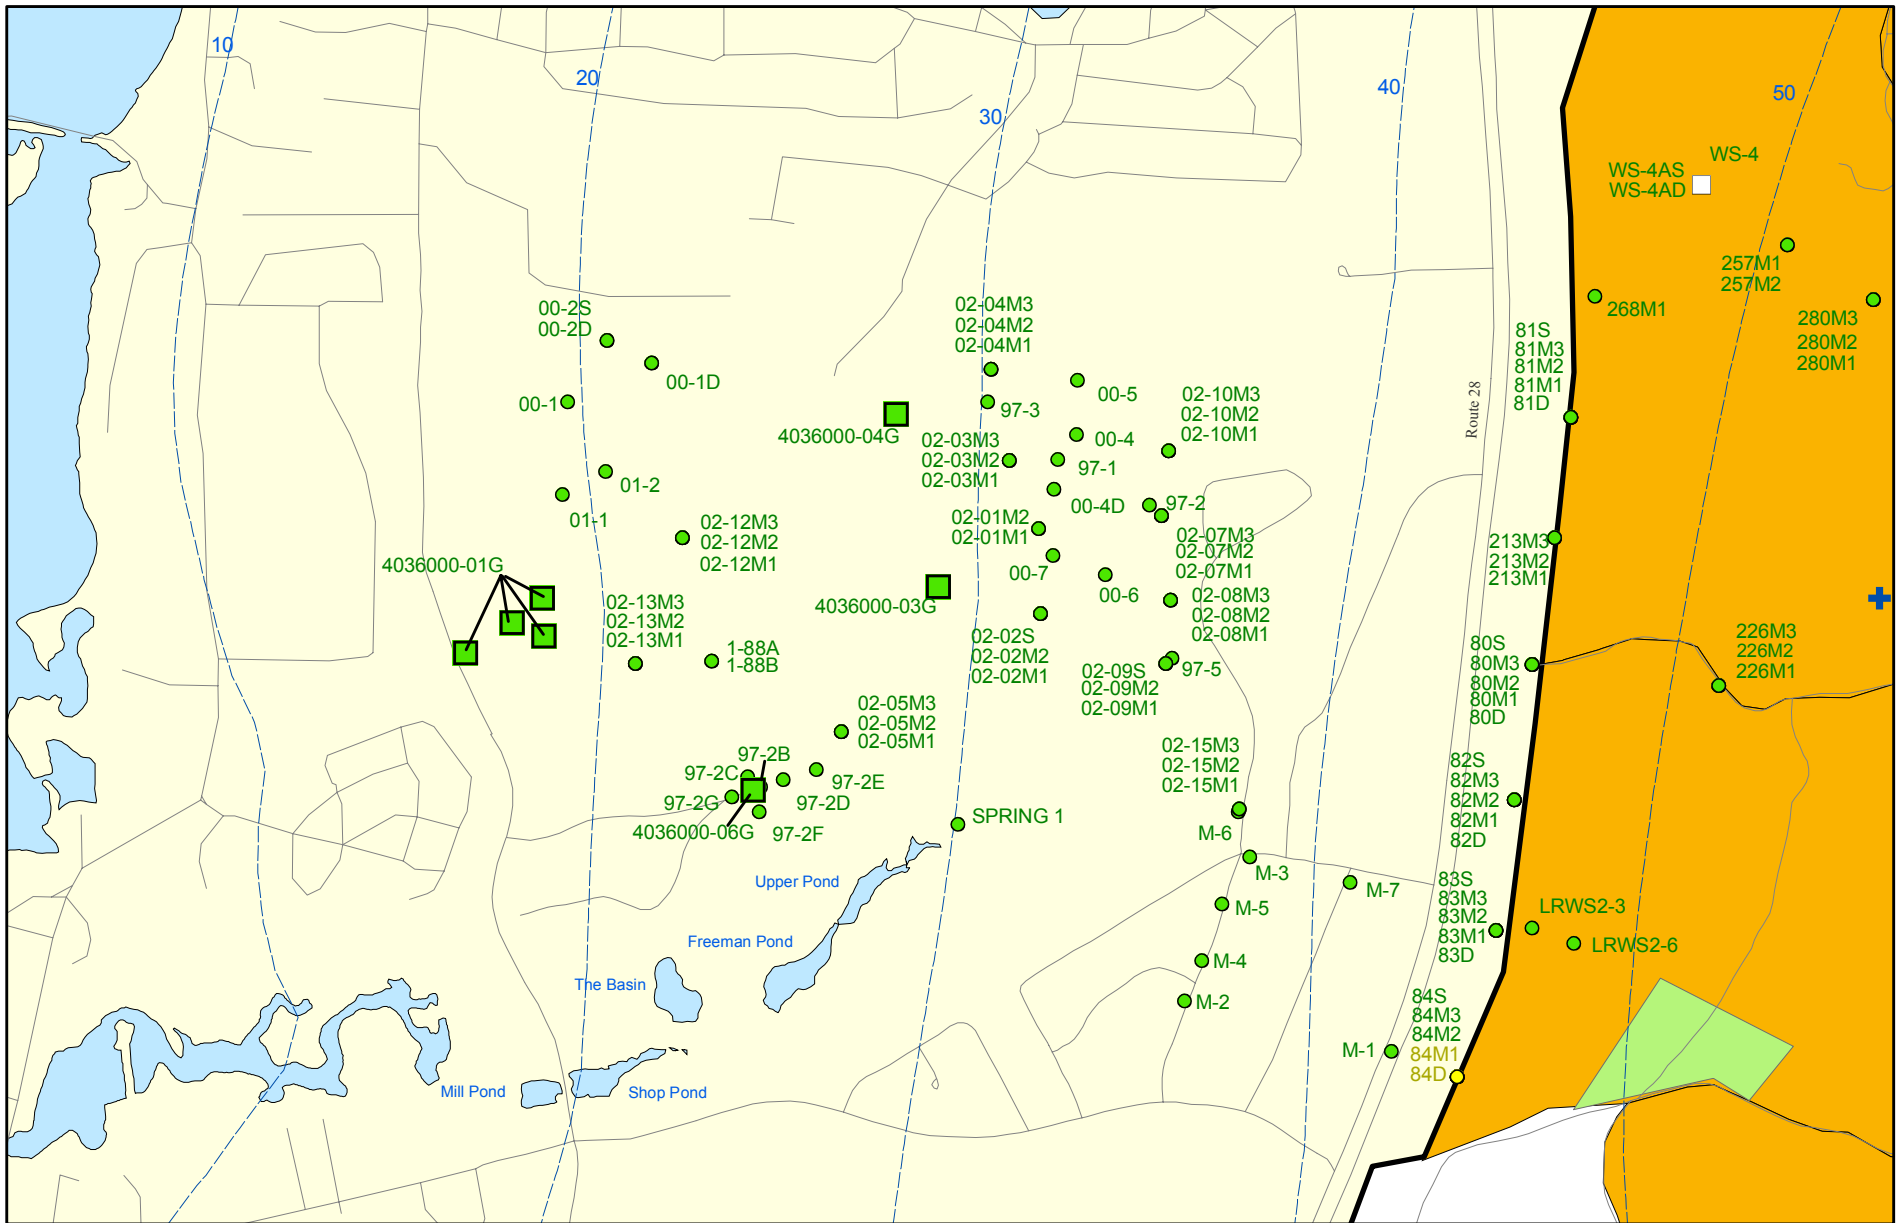 10
20
30
40
50
WS-4
WS-4AS
WS-4AD
257M1
257M2
268M1
280M3
280M2
280M1
00-2S
00-2D
00-1D
00-1
02-04M3
02-04M2
02-04M1
97-3
00-5
00-4
02-10M3
02-10M2
02-10M1
81S
81M3
81M2
81M1
81D
Route 28
4036000-04G
02-03M3
02-03M2
02-03M1
97-1
00-4D
97-2
01-2
01-1
02-12M3
02-12M2
02-12M1
02-01M2
02-01M1
00-7
00-6
02-07M3
02-07M2
02-07M1
02-08M3
02-08M2
02-08M1
213M3
213M2
213M1
4036000-01G
4036000-03G
02-13M3
02-13M2
02-13M1
1-88A
1-88B
02-02S
02-02M2
02-02M1
97-5
02-09S
02-09M2
02-09M1
80S
80M3
80M2
80M1
80D
226M3
226M2
226M1
02-05M3
02-05M2
02-05M1
97-2B
97-2C
97-2E
97-2G
97-2D
4036000-06G
97-2F
SPRING 1
02-15M3
02-15M2
02-15M1
M-6
82S
82M3
82M2
82M1
82D
M-3
M-7
M-5
M-4
M-2
M-1
83S
83M3
83M2
83M1
83D
LRWS2-3
LRWS2-6
84S
84M3
84M2
84M1
84D
Upper Pond
Freeman Pond
The Basin
Mill Pond
Shop Pond